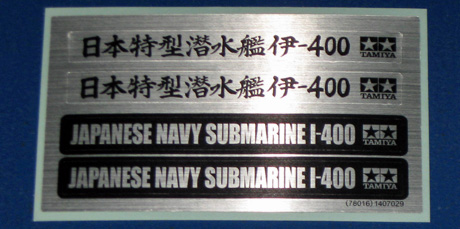 日本特型潜水艦 伊-400 TAMIYA
日本特型潜水艦 伊-400 TAMIYA
JAPANESE NAVY SUBMARINE I-400 TAMIYA
JAPANESE NAVY SUBMARINE I-400 TAMIYA
(78016) 1407029